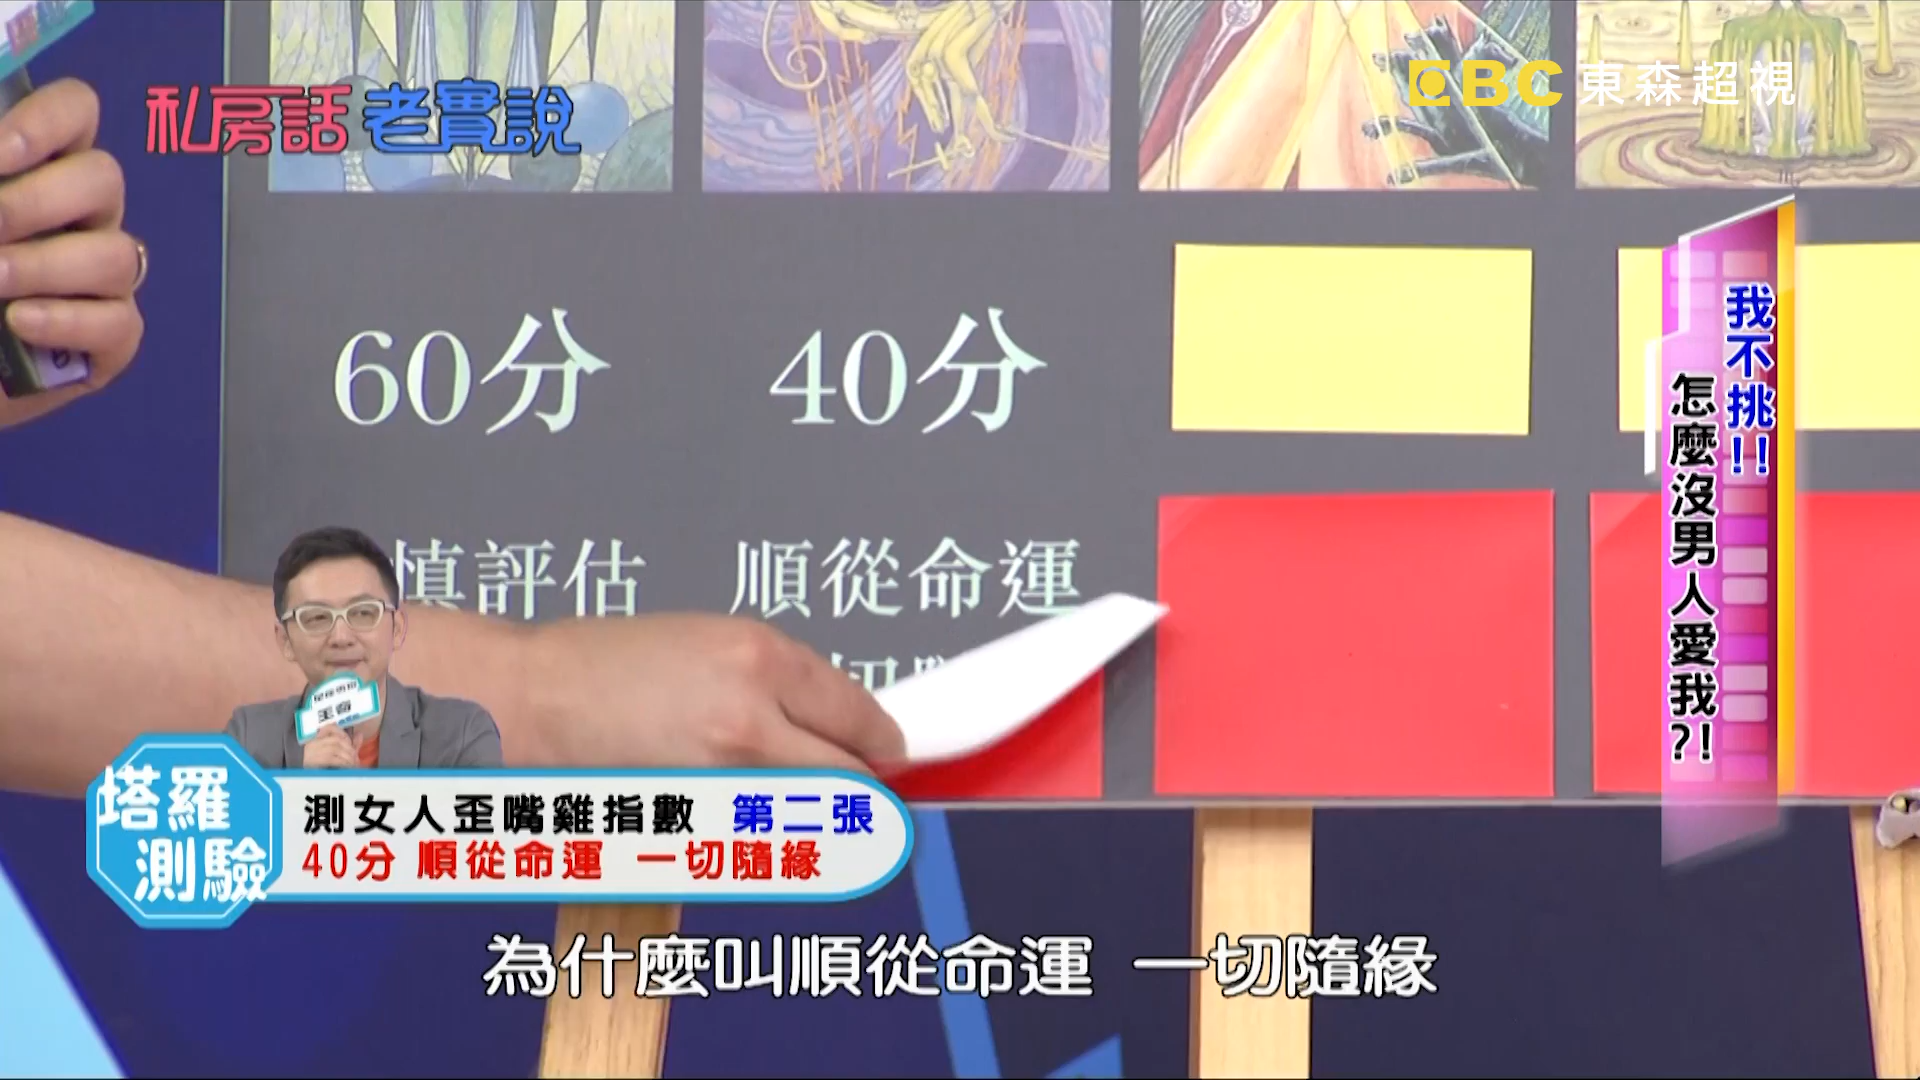 私房話老實說
EBC 東森超視
我不挑!!
怎麼沒男人愛我?!
60分 40分
慎評估 順從命運
塔羅
測驗
測女人歪嘴雞指數 第二張
40分 順從命運 一切隨緣
為什麼叫順從命運 一切隨緣